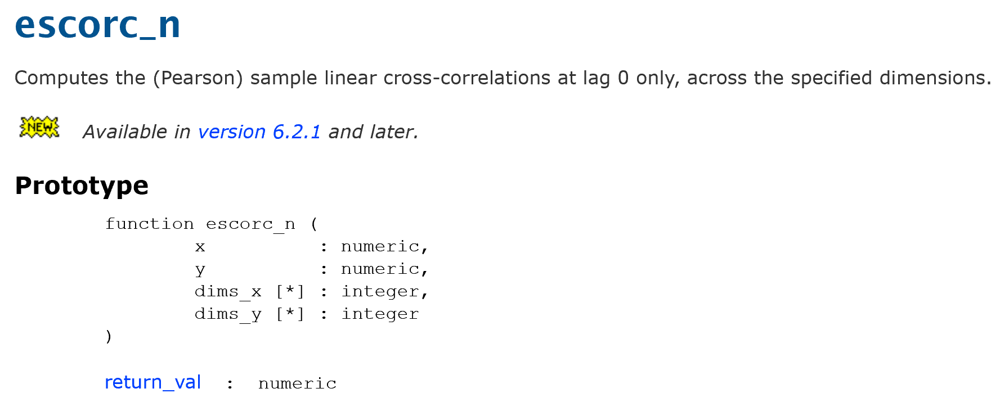 escorc_n
Computes the (Pearson) sample linear cross-correlations at lag 0 only, across the specified dimensions.
NEW Available in version 6.2.1 and later.
Prototype
function escorc_n (
x : numeric,
y : numeric,
dims_x [*] : integer,
dims_y [*] : integer
)
return_val : numeric